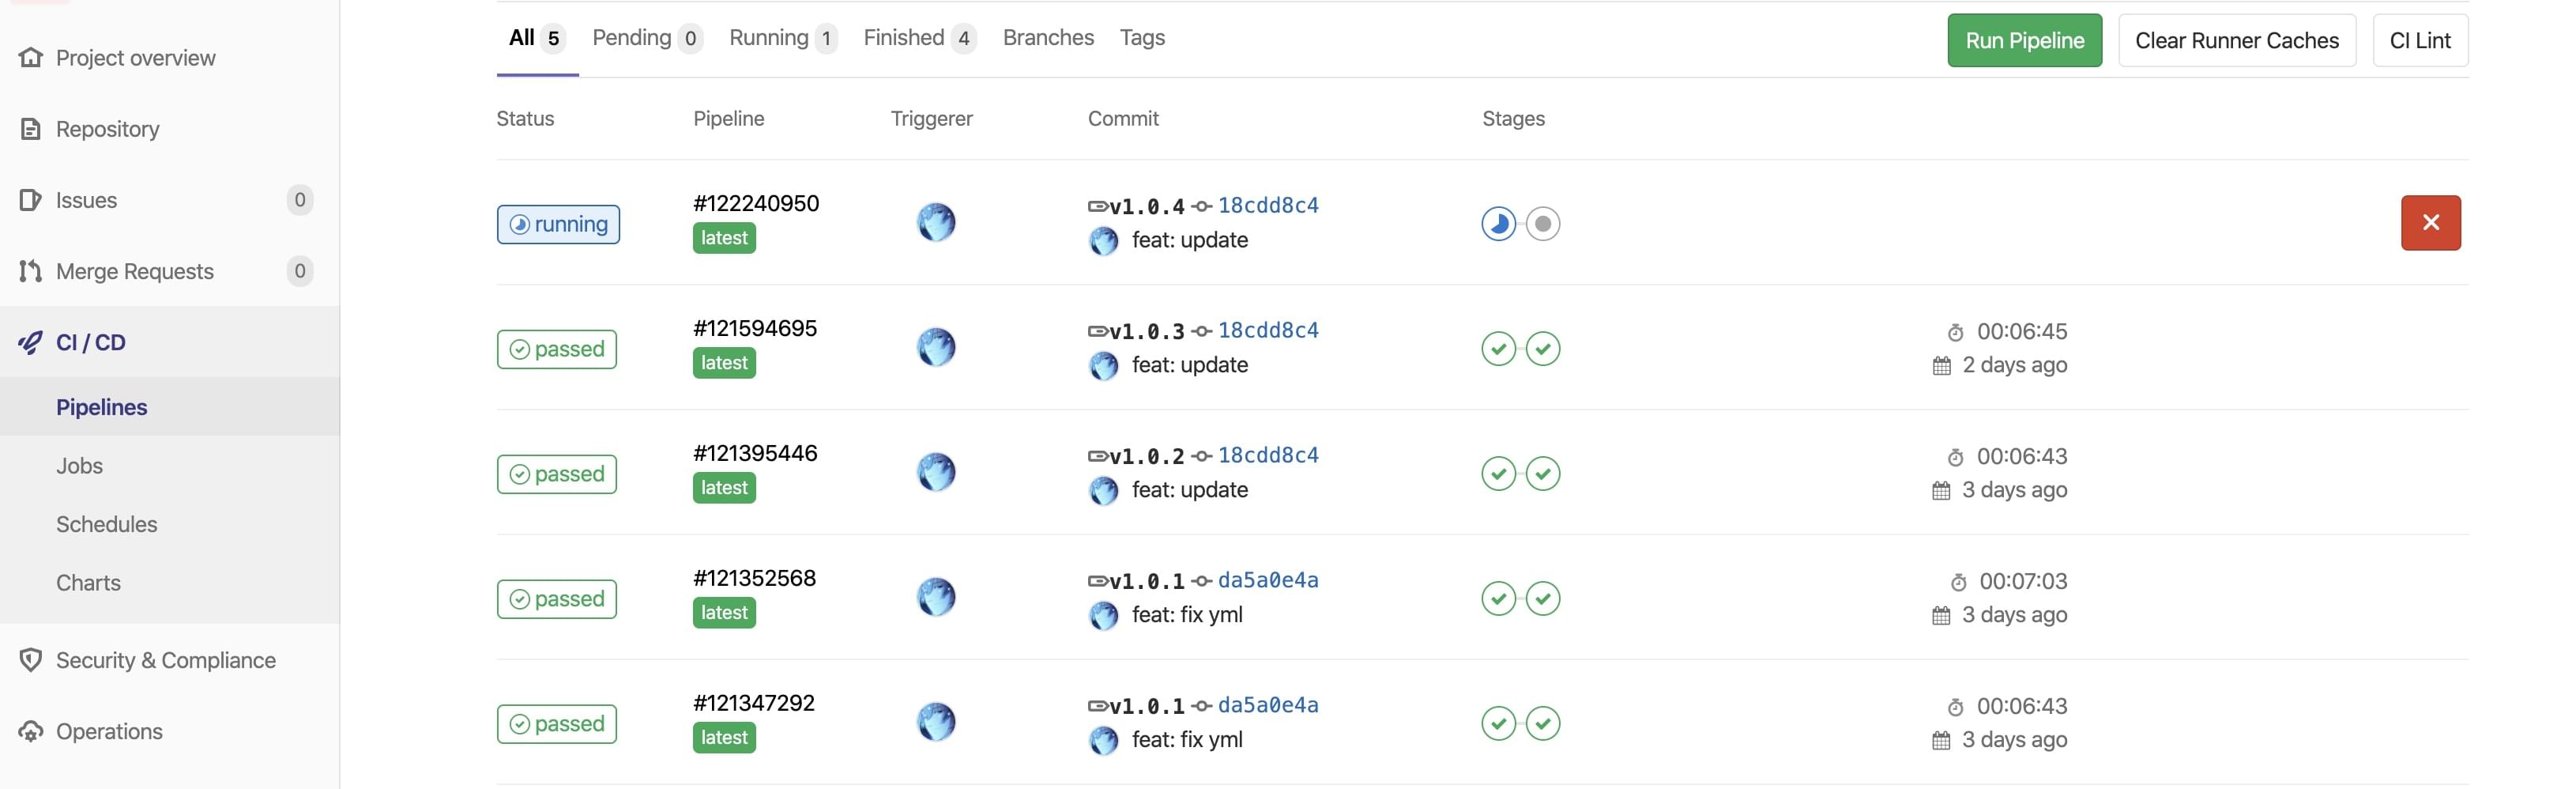 Project overview
Repository
Issues 0
Merge Requests 0
CI / CD
Pipelines
Jobs
Schedules
Charts
Security & Compliance
Operations
All 5 Pending 0 Running 1 Finished 4 Branches Tags
Run Pipeline Clear Runner Caches CI Lint
Status Pipeline Triggerer Commit Stages
running #122240950 v1.0.4 18cdd8c4
latest feat: update
passed #121594695 v1.0.3 18cdd8c4 00:06:45
latest feat: update 2 days ago
passed #121395446 v1.0.2 18cdd8c4 00:06:43
latest feat: update 3 days ago
passed #121352568 v1.0.1 da5a0e4a 00:07:03
latest feat: fix yml 3 days ago
passed #121347292 v1.0.1 da5a0e4a 00:06:43
latest feat: fix yml 3 days ago